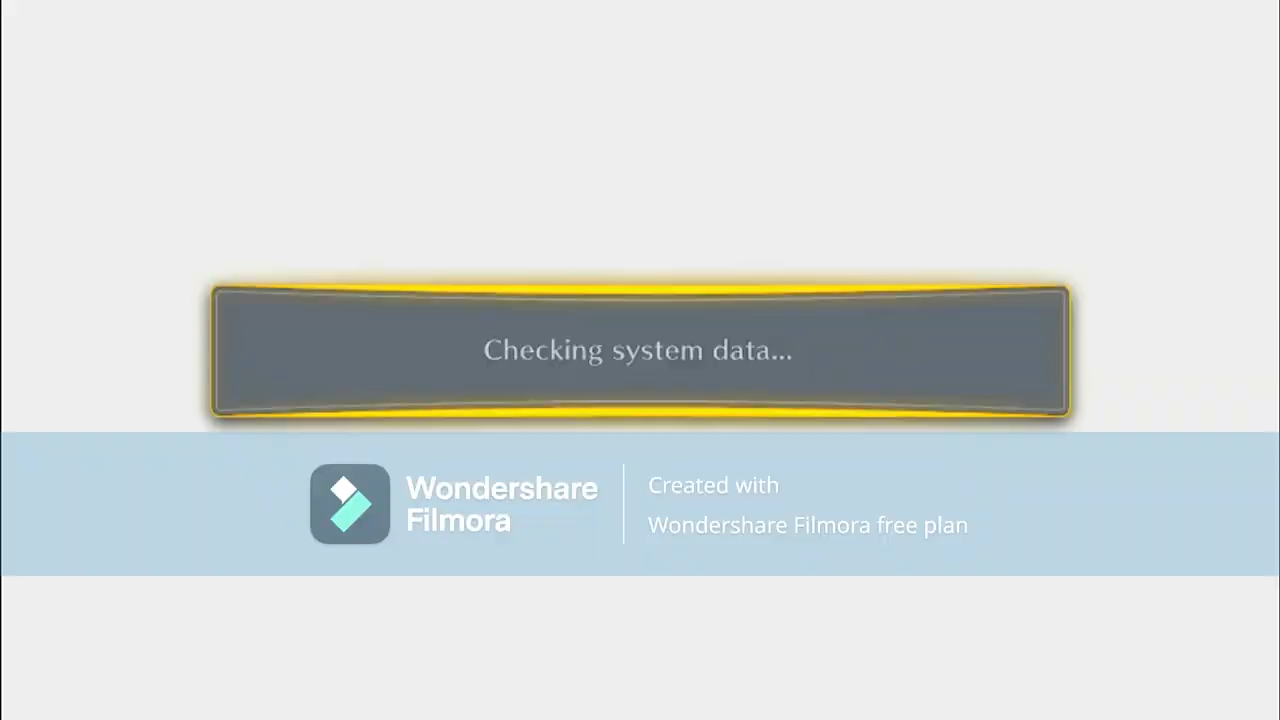 Checking system data...
Wondershare
Filmora
Created with
Wondershare Filmora free plan